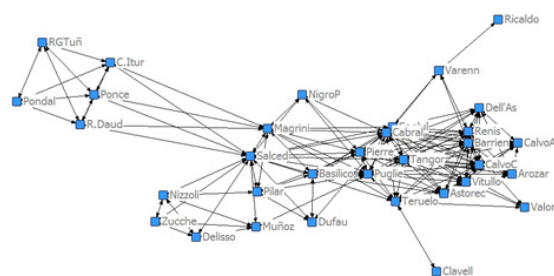 Ricaldo
RGTuñ
C.Itur
Varenn
Pondal
Ponce
NigroP
Dell'As
R.Daud
Magrini
Cabral
Renis
Barrien
CalvoA
Salced
Pierre
Tangor
CalvoC
Basilico
Puglie
Arozar
Nizzoli
Pilar
Vitullo
Astorec
Teruelo
Valor
Zucche
Delisso
Muñoz
Dufau
Clavell